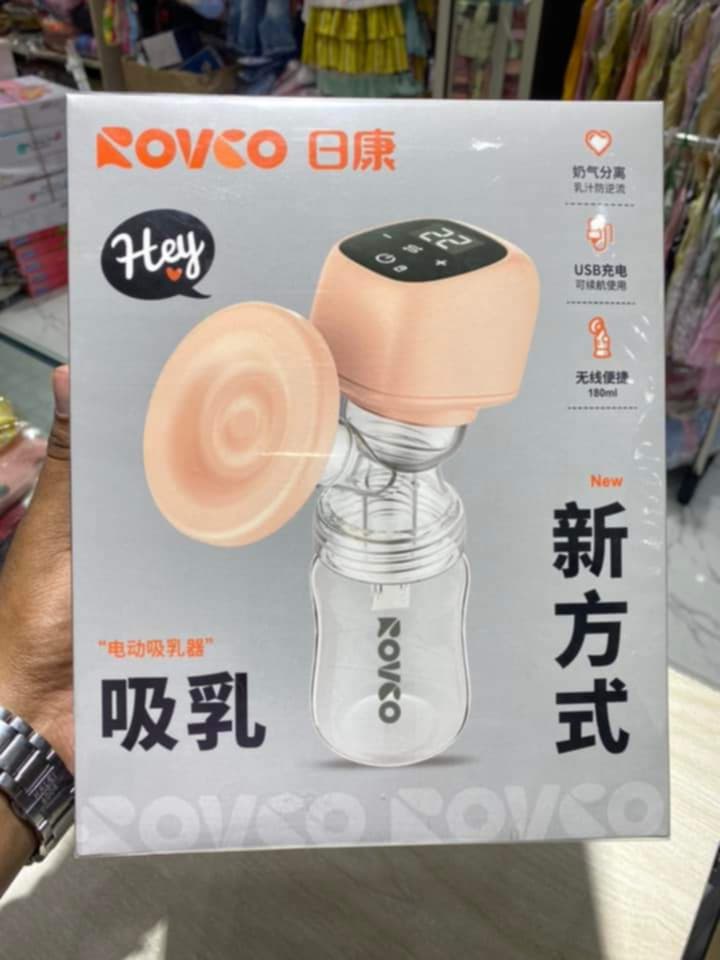 ROVCO 日康
Hey
22
奶气分离
乳汁防逆流
USB充电
可续航使用
无线便捷
180ml
New
新方式
"电动吸乳器"
吸乳
ROVCO
ROVCO ROVCO